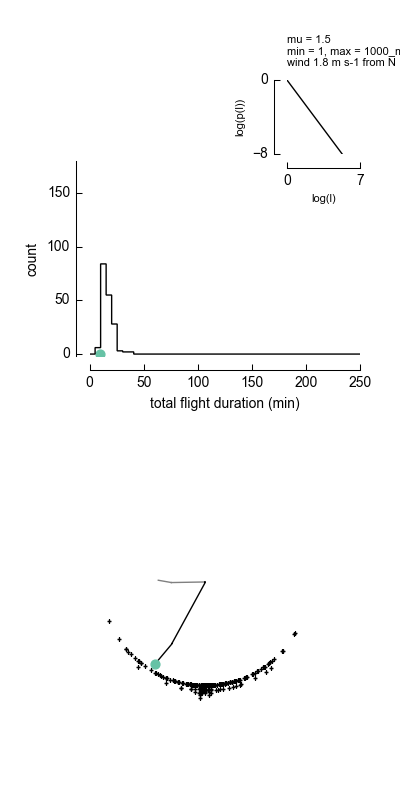 mu = 1.5
min = 1, max = 1000_m
wind 1.8 m s-1 from N
0
log(p(l))
−8
0 7
log(l)
150
100
count
50
0
0 50 100 150 200 250
total flight duration (min)